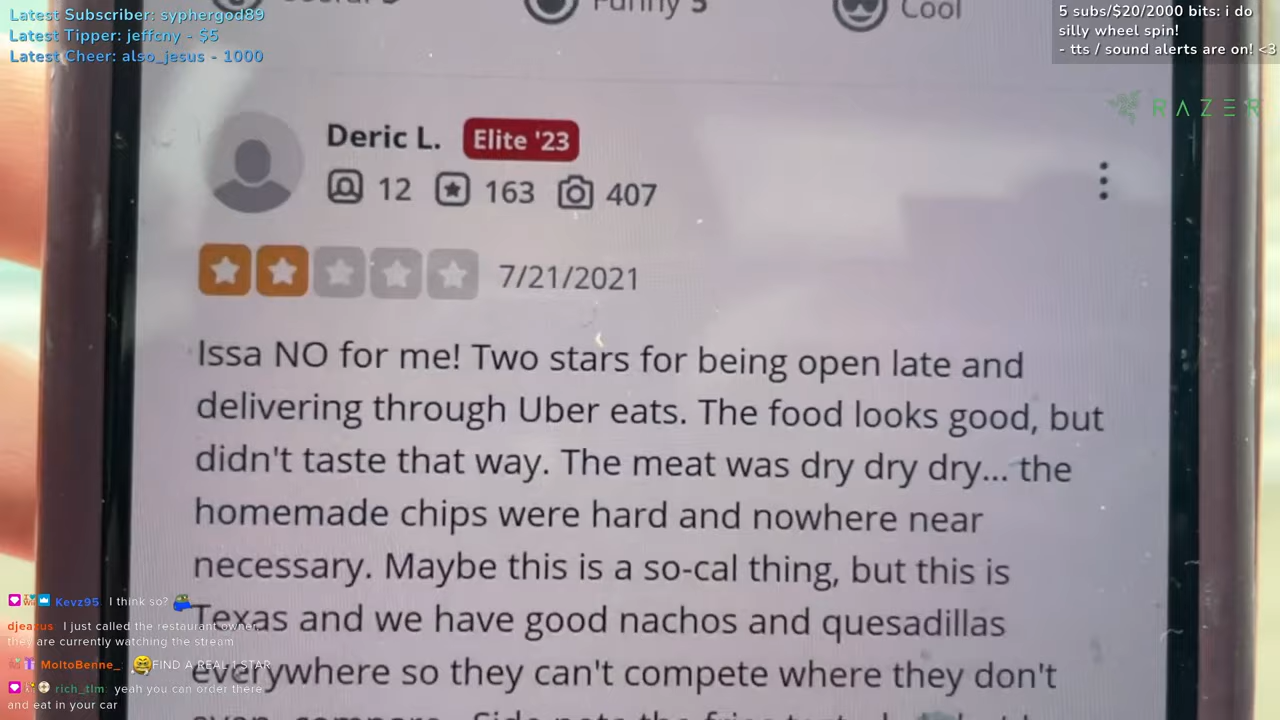 Latest Subscriber: syphergod89
Latest Tipper: jeffcny - $5
Latest Cheer: also_jesus - 1000
5 subs/$20/2000 bits: i do
silly wheel spin!
- tts / sound alerts are on! <3
Funny 5
Cool
RAZER
Deric L. Elite '23
12 163 407
7/21/2021
Issa NO for me! Two stars for being open late and
delivering through Uber eats. The food looks good, but
didn't taste that way. The meat was dry dry dry... the
homemade chips were hard and nowhere near
necessary. Maybe this is a so-cal thing, but this is
Texas and we have good nachos and quesadillas
everywhere so they can't compete where they don't
Kevz95: I think so?
djeazus: I just called the restaurant owner,
they are currently watching the stream
MoltoBenne_: FIND A REAL 1 STAR
rich_tlm: yeah you can order there
and eat in your car